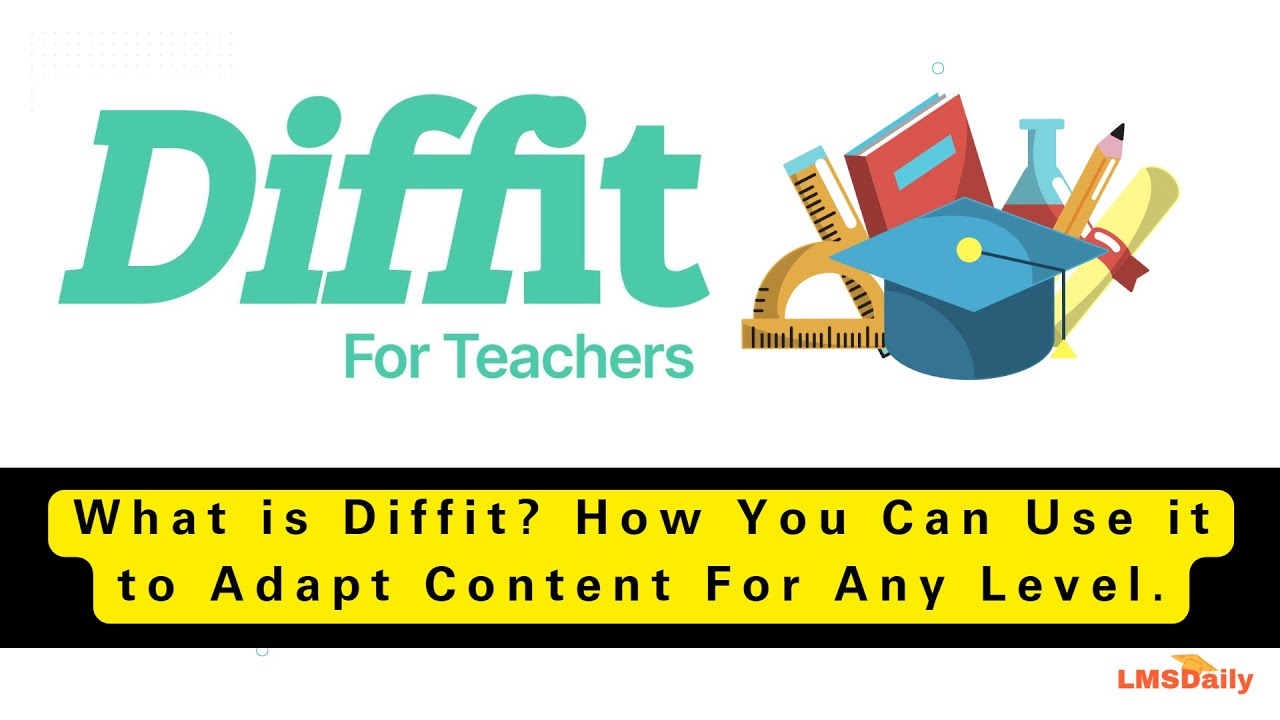 Diffit
For Teachers
What is Diffit? How You Can Use it
to Adapt Content For Any Level.
LMSDaily